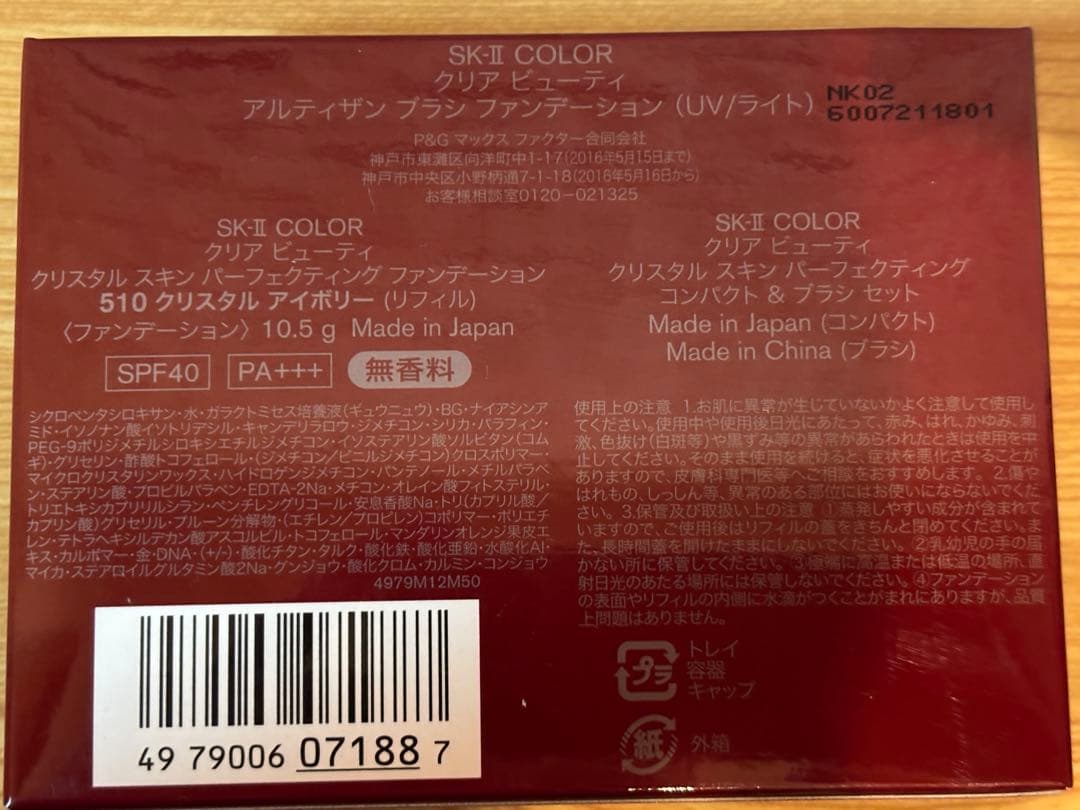 SK-II COLOR
クリア ビューティ
アルティザン ブラシ ファンデーション (UV/ライト)
NK02
6007211801
P&G マックス ファクター合同会社
神戸市東灘区向洋町中1-17(2016年5月15日まで)
神戸市中央区小野柄通7-1-18(2016年5月16日から)
お客様相談室0120-021325
SK-II COLOR
クリア ビューティ
クリスタル スキン パーフェクティング ファンデーション
510 クリスタル アイボリー (リフィル)
〈ファンデーション〉 10.5 g Made in Japan
SPF40 PA+++ 無香料
シクロペンタシロキサン・水・ガラクトミセス培養液(ギュウニュウ)・BG・ナイアシンア
ミド・イソノナン酸イソトリデシル・キャンデリラロウ・ジメチコン・シリカ・パラフィン・
PEG-9ポリジメチルシロキシエチルジメチコン・イソステアリン酸ソルビタン(コム
ギ)・グリセリン・酢酸トコフェロール・(ジメチコン/ビニルジメチコン)クロスポリマー・
マイクロクリスタリンワックス・ハイドロゲンジメチコン・パンテノール・メチルパラベ
ン・ステアリン酸・プロピルパラベン・EDTA-2Na・メチコン・オレイン酸フィトステリル・
トリエトキシカプリリルシラン・ペンチレングリコール・安息香酸Na・トリ(カプリル酸/
カプリン酸)グリセリル・プルーン分解物・(エチレン/プロピレン)コポリマー・ポリエチ
レン・テトラヘキシルデカン酸アスコルビル・トコフェロール・マンダリンオレンジ果皮エ
キス・カルボマー・金・DNA・(+/-)・酸化チタン・タルク・酸化鉄・酸化亜鉛・水酸化Al・
マイカ・ステアロイルグルタミン酸2Na・グンジョウ・酸化クロム・カルミン・コンジョウ
4979M12M50
49 79006 07188 7
SK-II COLOR
クリア ビューティ
クリスタル スキン パーフェクティング
コンパクト & ブラシ セット
Made in Japan (コンパクト)
Made in China (ブラシ)
使用上の注意 1.お肌に異常が生じていないかよく注意して使用し
てください。使用中や使用後日光にあたって、赤み、はれ、かゆみ、刺
激、色抜け(白斑等)や黒ずみ等の異常があらわれたときは使用を中
止してください。そのまま使用を続けると、症状を悪化させることが
ありますので、皮膚科専門医等へご相談をおすすめします。2.傷や
はれもの、しっしん等、異常のある部位にはお使いにならないでくだ
さい。3.保管及び取扱い上の注意 ①蒸発しやすい成分が含まれて
いますので、ご使用後はリフィルの蓋をきちんと閉めてください。ま
た、長時間蓋を開けたままにしないでください。②乳幼児の手の届
かない所に保管してください。③極端に高温または低温の場所、直
射日光のあたる場所には保管しないでください。④ファンデーション
の表面やリフィルの内側に水滴がつくことがまれにありますが、品質
上問題はありません。
プラ
トレイ
容器
キャップ
紙 外箱